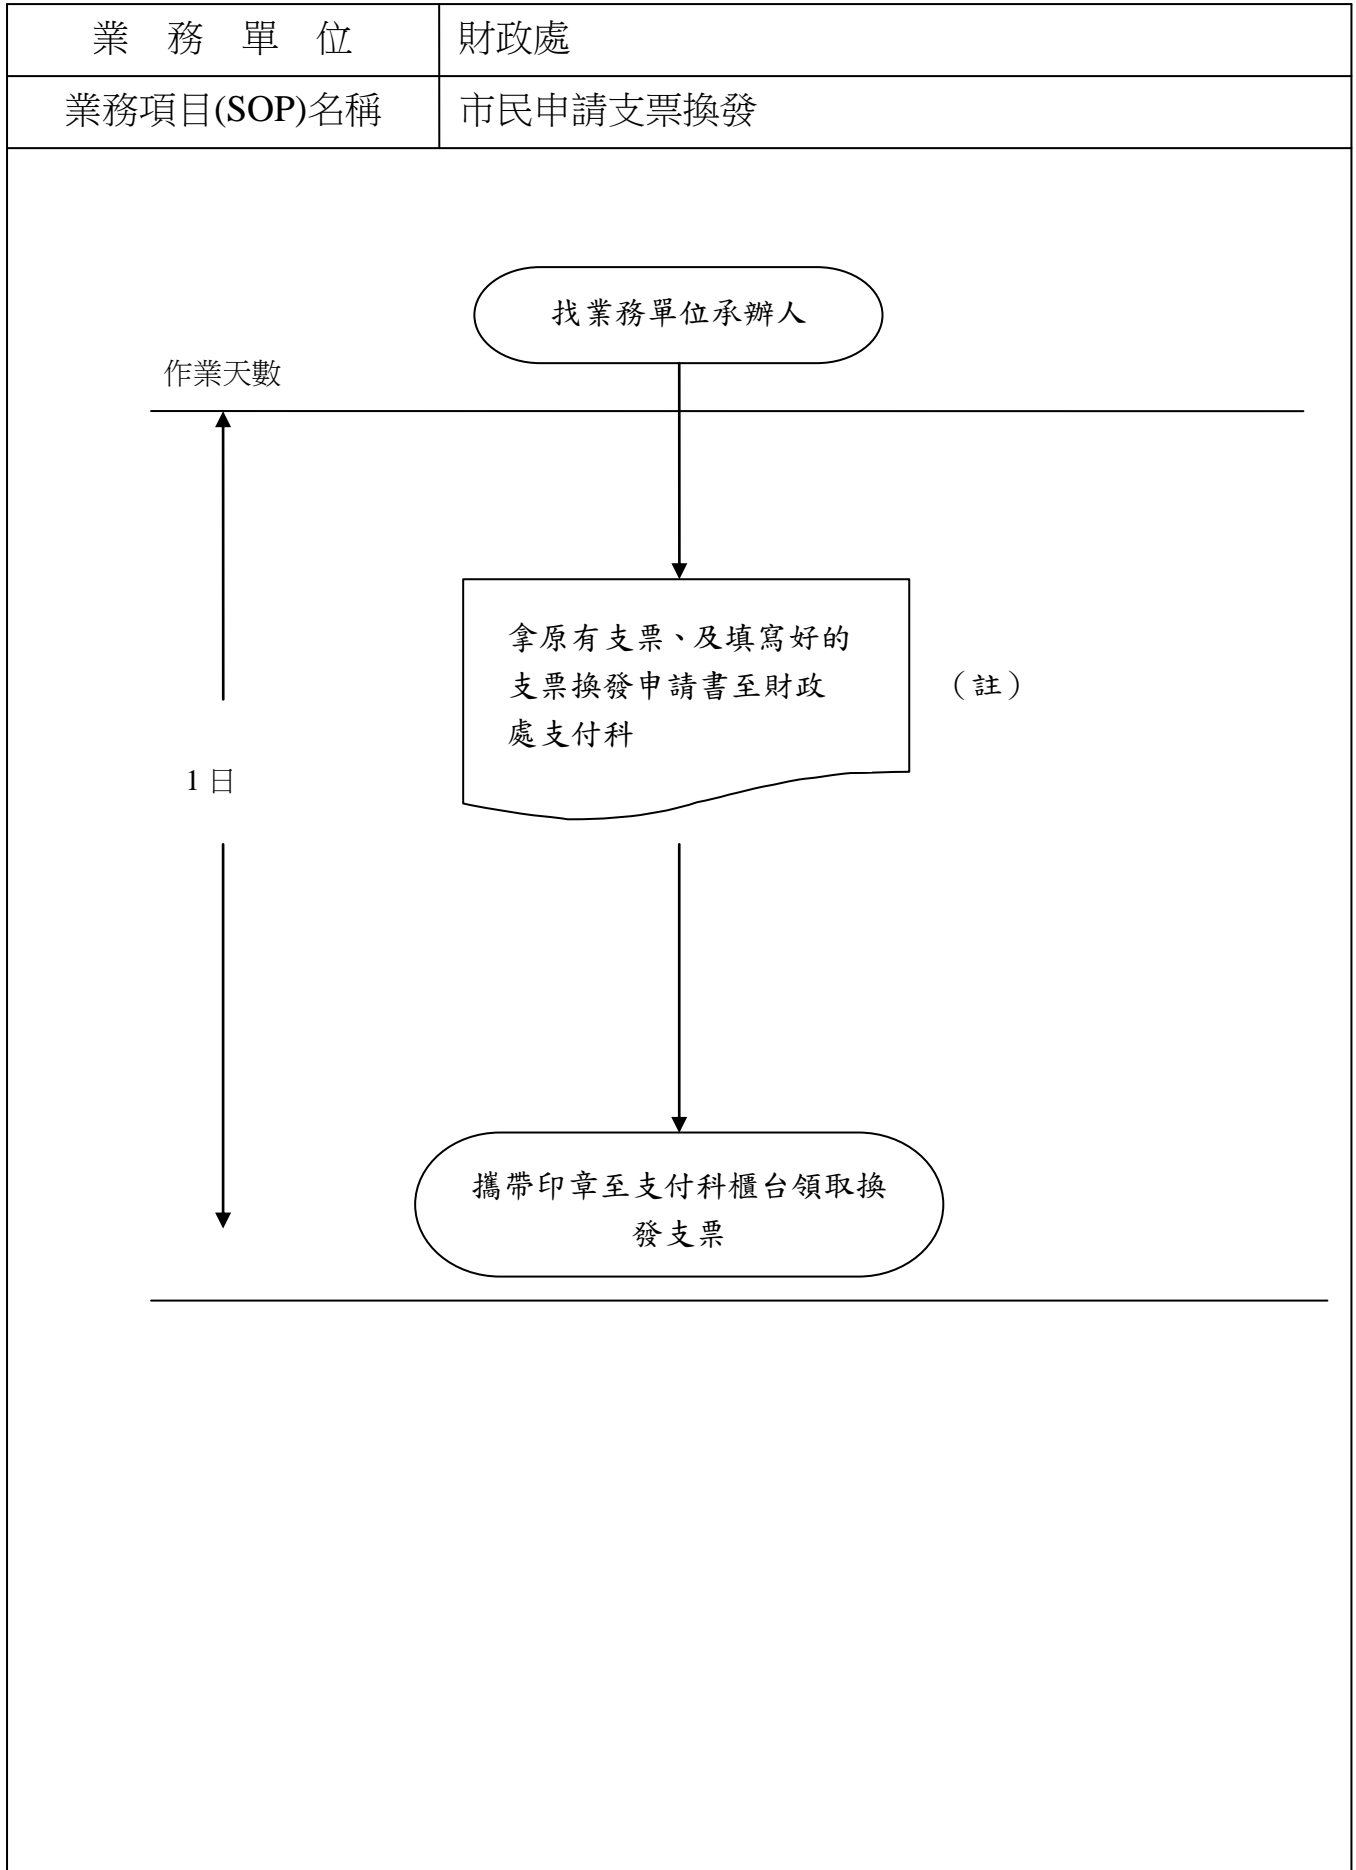 業務單位
財政處
業務項目(SOP)名稱
市民申請支票換發
找業務單位承辦人
作業天數
拿原有支票、及填寫好的
支票換發申請書至財政
處支付科
（註）
1 日
攜帶印章至支付科櫃台領取換
發支票